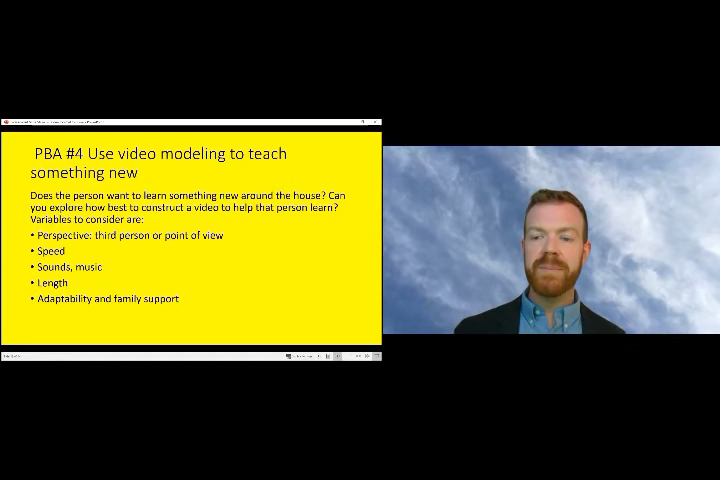 PBA #4 Use video modeling to teach
something new
Does the person want to learn something new around the house? Can
you explore how best to construct a video to help that person learn?
Variables to consider are:
• Perspective: third person or point of view
• Speed
• Sounds, music
• Length
• Adaptability and family support